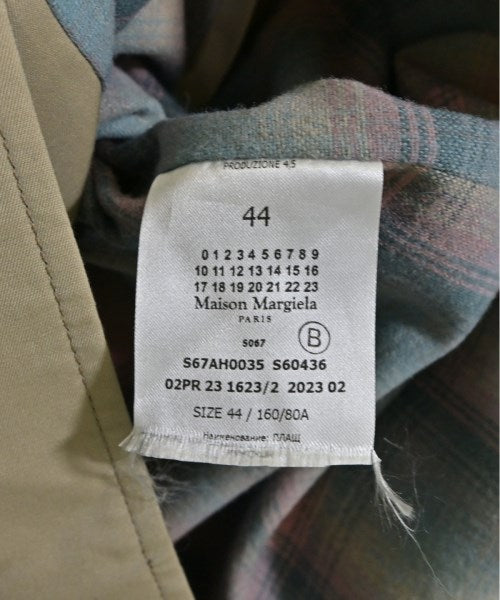 PRODUZIONE 4,5
44
0 1 2 3 4 5 6 7 8 9
10 11 12 13 14 15 16
17 18 19 20 21 22 23
Maison Margiela
PARIS
S067
B
S67AH0035 S60436
02PR 23 1623/2 2023 02
SIZE 44 / 160/80A
Наименование: ПЛАЩ